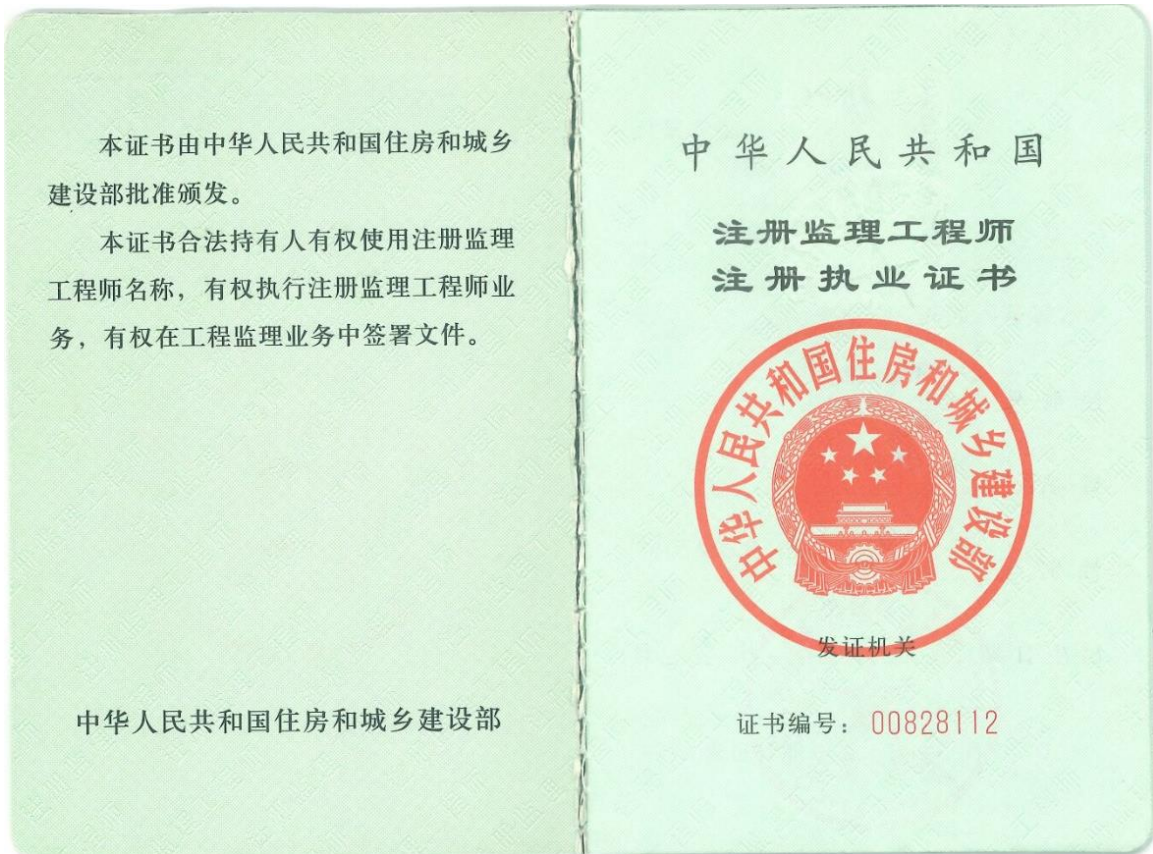 本证书由中华人民共和国住房和城乡
建设部批准颁发。
本证书合法持有人有权使用注册监理
工程师名称，有权执行注册监理工程师业
务，有权在工程监理业务中签署文件。
中华人民共和国住房和城乡建设部
中华人民共和国
注册监理工程师
注册执业证书
中华人民共和国住房和城乡建设部
发证机关
证书编号：00828112